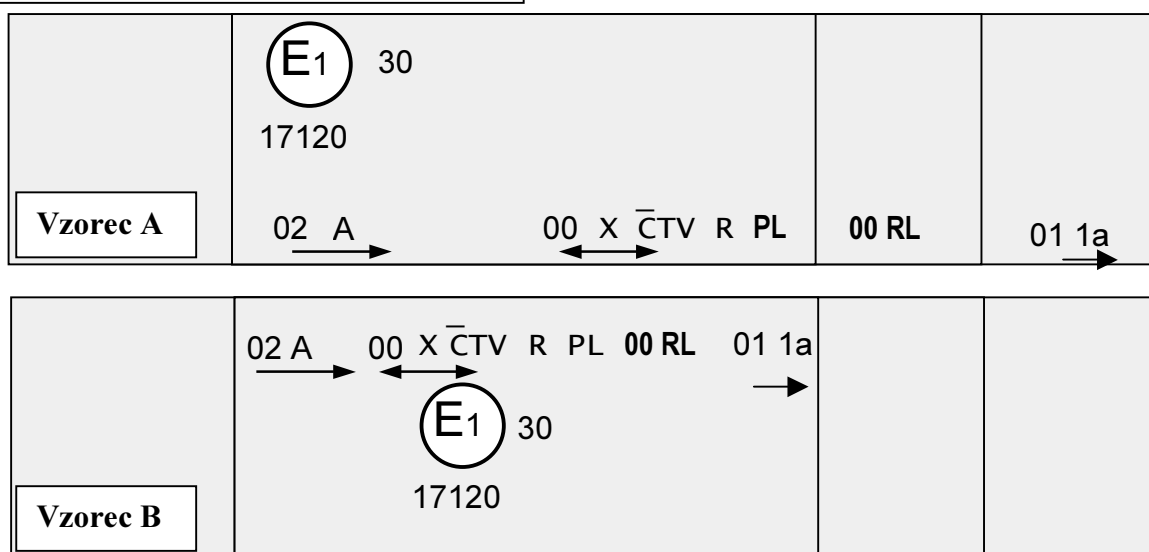 E1 30
17120
Vzorec A
02 A 00 X C̅TV R PL 00 RL 01 1a
02 A 00 X C̅TV R PL 00 RL 01 1a
E1 30
17120
Vzorec B